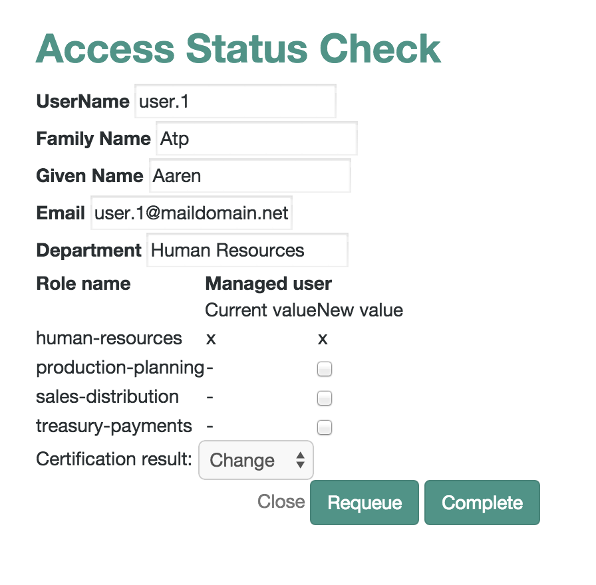 Access Status Check
UserName user.1
Family Name Atp
Given Name Aaren
Email user.1@maildomain.net
Department Human Resources
Role name Managed user
Current valueNew value
human-resources x x
production-planning-
sales-distribution -
treasury-payments -
Certification result: Change
Close Requeue Complete